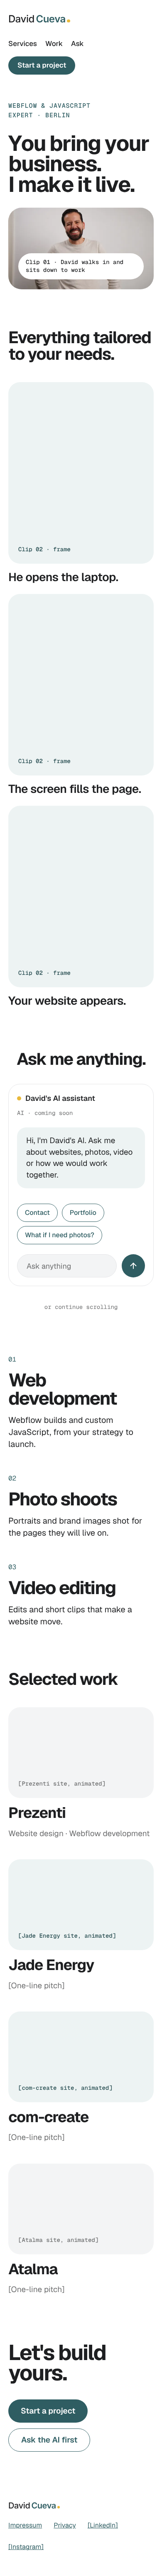 David Cueva.
Services Work Ask
Start a project
WEBFLOW & JAVASCRIPT
EXPERT · BERLIN
You bring your
business.
I make it live.
Clip 01 · David walks in and
sits down to work
Everything tailored
to your needs.
Clip 02 · frame
He opens the laptop.
Clip 02 · frame
The screen fills the page.
Clip 02 · frame
Your website appears.
Ask me anything.
David's AI assistant
AI · coming soon
Hi, I'm David's AI. Ask me
about websites, photos, video
or how we would work
together.
Contact Portfolio
What if I need photos?
Ask anything
or continue scrolling
01
Web
development
Webflow builds and custom
JavaScript, from your strategy to
launch.
02
Photo shoots
Portraits and brand images shot for
the pages they will live on.
03
Video editing
Edits and short clips that make a
website move.
Selected work
[Prezenti site, animated]
Prezenti
Website design · Webflow development
[Jade Energy site, animated]
Jade Energy
[One-line pitch]
[com-create site, animated]
com-create
[One-line pitch]
[Atalma site, animated]
Atalma
[One-line pitch]
Let's build
yours.
Start a project
Ask the AI first
David Cueva.
Impressum Privacy [LinkedIn]
[Instagram]